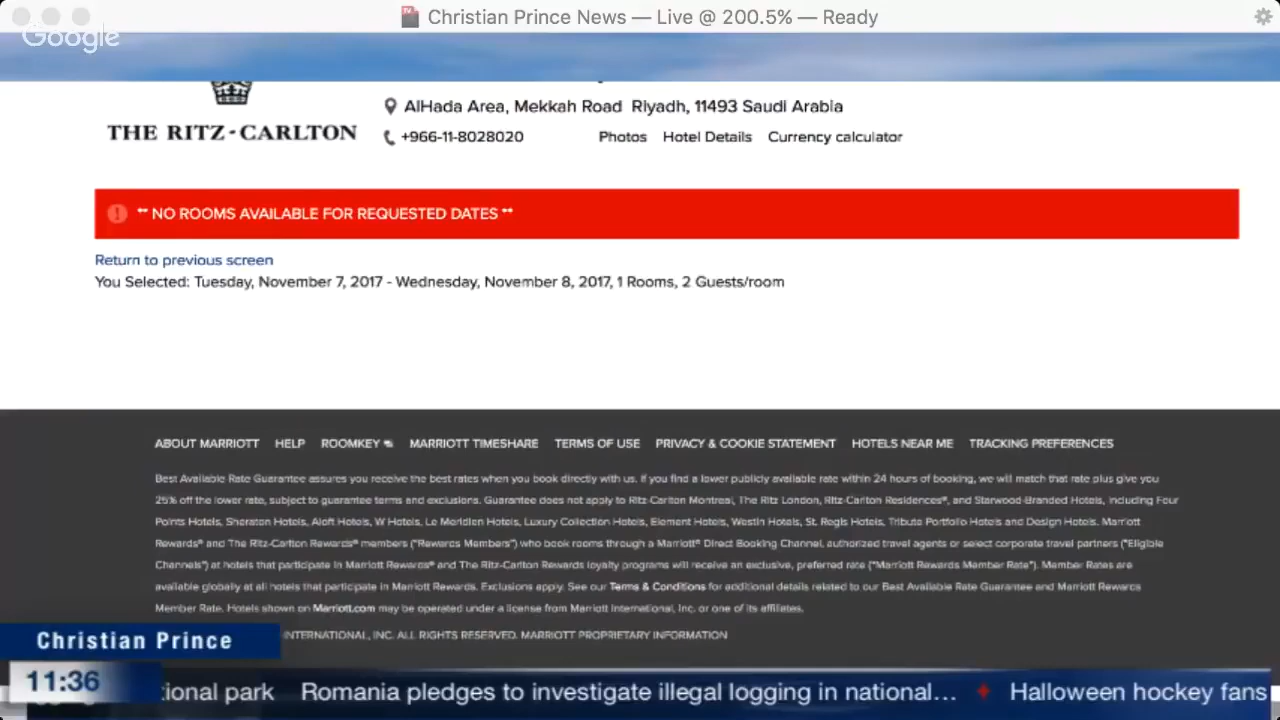 Christian Prince News — Live @ 200.5% — Ready
Google
AlHada Area, Mekkah Road Riyadh, 11493 Saudi Arabia
THE RITZ-CARLTON
+966-11-8028020 Photos Hotel Details Currency calculator
** NO ROOMS AVAILABLE FOR REQUESTED DATES **
Return to previous screen
You Selected: Tuesday, November 7, 2017 - Wednesday, November 8, 2017, 1 Rooms, 2 Guests/room
ABOUT MARRIOTT HELP ROOMKEY MARRIOTT TIMESHARE TERMS OF USE PRIVACY & COOKIE STATEMENT HOTELS NEAR ME TRACKING PREFERENCES
Best Available Rate Guarantee assures you receive the best rates when you book directly with us. If you find a lower publicly available rate within 24 hours of booking, we will match that rate plus give you
25% off the lower rate, subject to guarantee terms and exclusions. Guarantee does not apply to Ritz-Carlton Montreal, The Ritz London, Ritz-Carlton Residences®, and Starwood-Branded Hotels, including Four
Points Hotels, Sheraton Hotels, Aloft Hotels, W Hotels, Le Meridien Hotels, Luxury Collection Hotels, Element Hotels, Westin Hotels, St. Regis Hotels, Tribute Portfolio Hotels and Design Hotels. Marriott
Rewards® and The Ritz-Carlton Rewards® members ("Rewards Members") who book rooms through a Marriott® Direct Booking Channel, authorized travel agents or select corporate travel partners ("Eligible
Channels") at hotels that participate in Marriott Rewards® and The Ritz-Carlton Rewards loyalty programs will receive an exclusive, preferred rate ("Marriott Rewards Member Rate"). Member Rates are
available globally at all hotels that participate in Marriott Rewards. Exclusions apply. See our Terms & Conditions for additional details related to our Best Available Rate Guarantee and Marriott Rewards
Member Rate. Hotels shown on Marriott.com may be operated under a license from Marriott International, Inc. or one of its affiliates.
INTERNATIONAL, INC. ALL RIGHTS RESERVED. MARRIOTT PROPRIETARY INFORMATION
Christian Prince
11:36
tional park Romania pledges to investigate illegal logging in national... Halloween hockey fans